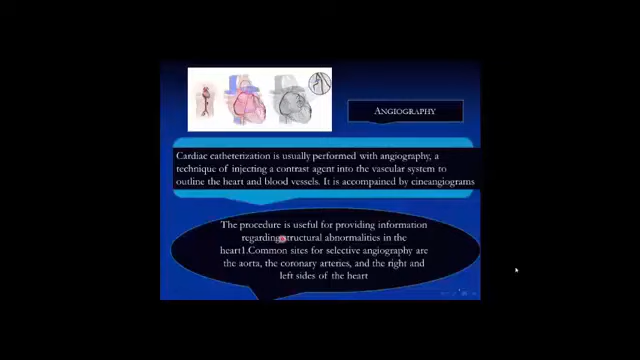 ANGIOGRAPHY
Cardiac catheterization is usually performed with angiography, a
technique of injecting a contrast agent into the vascular system to
outline the heart and blood vessels. It is accompained by cineangiograms
The procedure is useful for providing information
regarding structural abnormalities in the
heart1.Common sites for selective angiography are
the aorta, the coronary arteries, and the right and
left sides of the heart